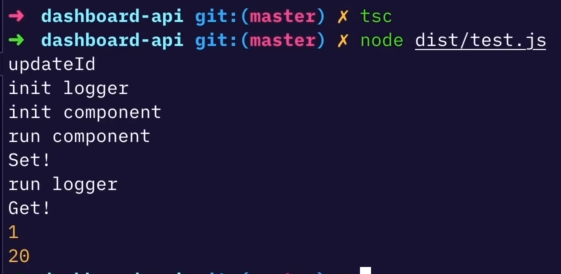 ➜ dashboard-api git:(master) ✗ tsc
➜ dashboard-api git:(master) ✗ node dist/test.js
updateId
init logger
init component
run component
Set!
run logger
Get!
1
20